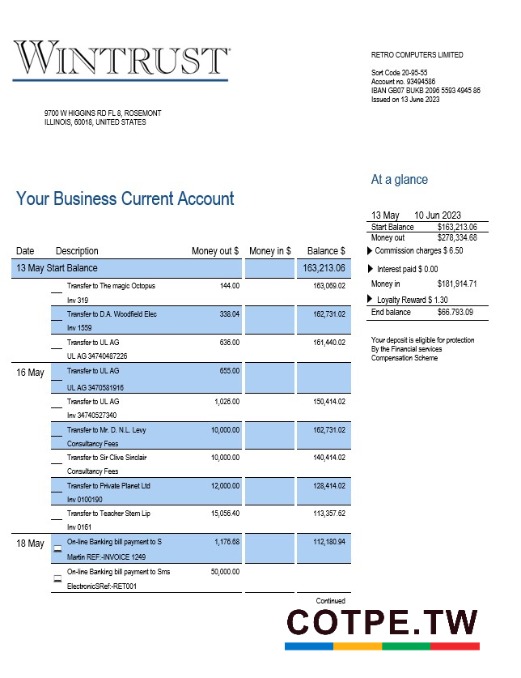 WINTRUST
RETRO COMPUTERS LIMITED
Sort Code 20-95-55
Account no. 93494586
IBAN GB07 BUKB 2096 5593 4945 86
Issued on 13 June 2023
9700 W HIGGINS RD FL 8, ROSEMONT
ILLINOIS, 60018, UNITED STATES
At a glance
Your Business Current Account
13 May 10 Jun 2023
Start Balance $163,213.06
Money out $278,334.68
Commission charges $ 6.50
Interest paid $ 0.00
Money in $181,914.71
Loyalty Reward $ 1.30
End balance $66.793.09
Your deposit is eligible for protection
By the Financial services
Compensation Scheme
Date Description Money out $ Money in $ Balance $
13 May Start Balance 163,213.06
Transfer to The magic Octopus 144.00 163,069.02
Inv 319
Transfer to D.A. Woodfield Elec 338.04 162,731.02
Inv 1559
Transfer to UL AG 636.00 161,440.02
UL AG 34740487226
16 May Transfer to UL AG 655.00
UL AG 3470581916
Transfer to UL AG 1,026.00 150,414.02
Inv 34740527340
Transfer to Mr. D. N.L. Levy 10,000.00 162,731.02
Consultancy Fees
Transfer to Sir Clive Sinclair 10,000.00 140,414.02
Consultancy Fees
Transfer to Private Planet Ltd 12,000.00 128,414.02
Inv 0100190
Transfer to Teacher Stem Lip 15,056.40 113,357.62
Inv 0161
18 May On-line Banking bill payment to S 1,176.68 112,180.94
Martin REF:-INVOICE 1249
On-line Banking bill payment to Sms 50,000.00
ElectronicSRef:-RET001
Continued
COTPE.TW